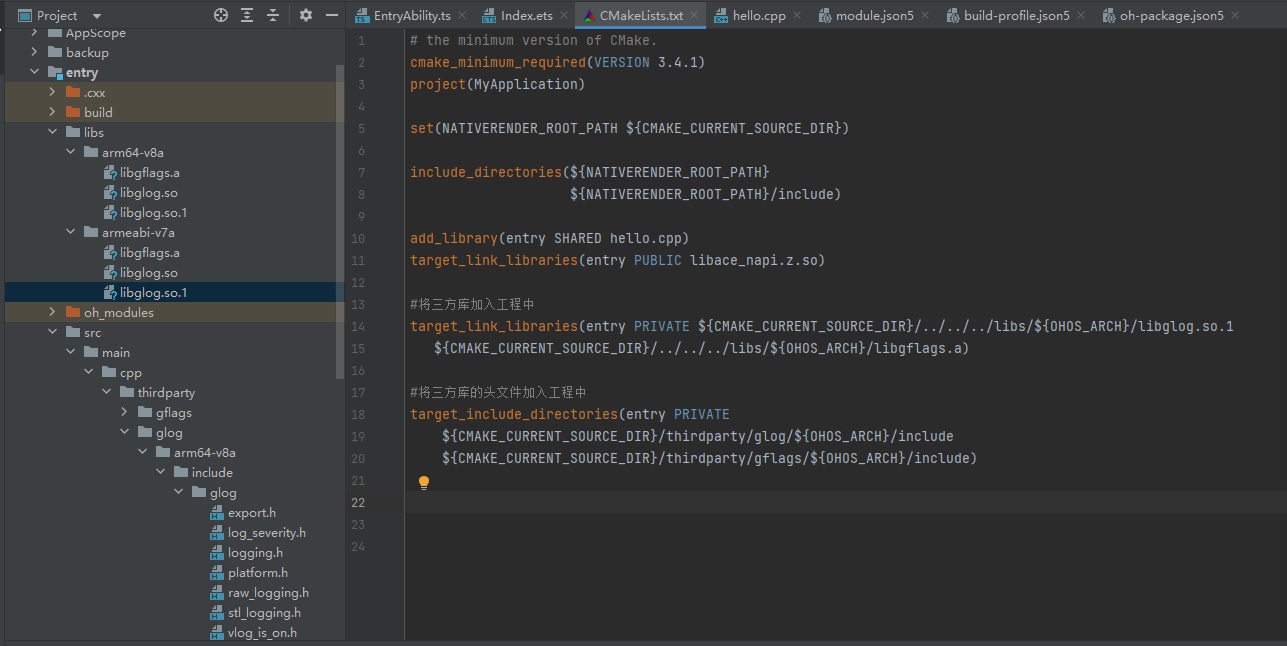 Project
EntryAbility.ts
Index.ets
CMakeLists.txt
hello.cpp
module.json5
build-profile.json5
oh-package.json5
AppScope
backup
entry
.cxx
build
libs
arm64-v8a
libgflags.a
libglog.so
libglog.so.1
armeabi-v7a
libgflags.a
libglog.so
libglog.so.1
oh_modules
src
main
cpp
thirdparty
gflags
glog
arm64-v8a
include
glog
export.h
log_severity.h
logging.h
platform.h
raw_logging.h
stl_logging.h
vlog_is_on.h
1 # the minimum version of CMake.
2 cmake_minimum_required(VERSION 3.4.1)
3 project(MyApplication)
4
5 set(NATIVERENDER_ROOT_PATH ${CMAKE_CURRENT_SOURCE_DIR})
6
7 include_directories(${NATIVERENDER_ROOT_PATH}
8 ${NATIVERENDER_ROOT_PATH}/include)
9
10 add_library(entry SHARED hello.cpp)
11 target_link_libraries(entry PUBLIC libace_napi.z.so)
12
13 #将三方库加入工程中
14 target_link_libraries(entry PRIVATE ${CMAKE_CURRENT_SOURCE_DIR}/../../../libs/${OHOS_ARCH}/libglog.so.1
15 ${CMAKE_CURRENT_SOURCE_DIR}/../../../libs/${OHOS_ARCH}/libgflags.a)
16
17 #将三方库的头文件加入工程中
18 target_include_directories(entry PRIVATE
19 ${CMAKE_CURRENT_SOURCE_DIR}/thirdparty/glog/${OHOS_ARCH}/include
20 ${CMAKE_CURRENT_SOURCE_DIR}/thirdparty/gflags/${OHOS_ARCH}/include)
21
22
23
24